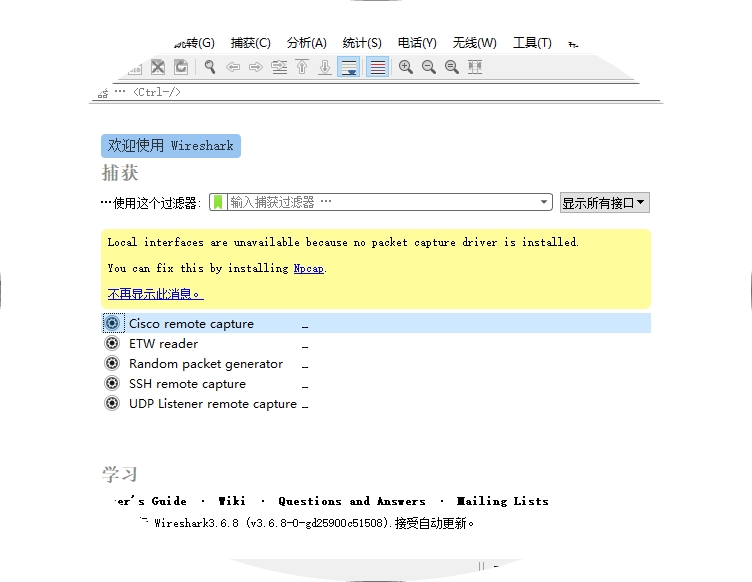 转(G) 捕获(C) 分析(A) 统计(S) 电话(Y) 无线(W) 工具(T)
… <Ctrl-/>
欢迎使用 Wireshark
捕获
…使用这个过滤器: 输入捕获过滤器 … 显示所有接口
Local interfaces are unavailable because no packet capture driver is installed.
You can fix this by installing Npcap.
不再显示此消息。
Cisco remote capture _
ETW reader _
Random packet generator _
SSH remote capture _
UDP Listener remote capture _
学习
er's Guide · Wiki · Questions and Answers · Mailing Lists
Wireshark3.6.8 (v3.6.8-0-gd25900c51508).接受自动更新。